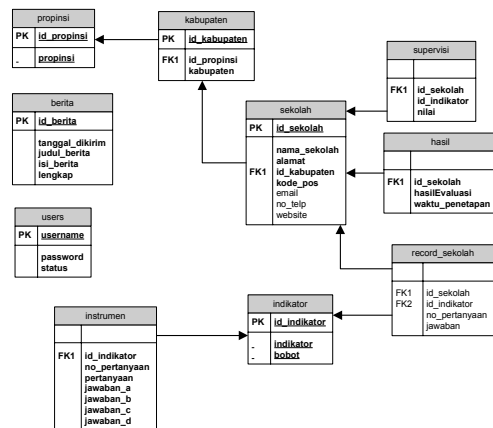 propinsi
PK id_propinsi
- propinsi
kabupaten
PK id_kabupaten
FK1 id_propinsi
kabupaten
supervisi
FK1 id_sekolah
id_indikator
nilai
berita
PK id_berita
tanggal_dikirim
judul_berita
isi_berita
lengkap
sekolah
PK id_sekolah
nama_sekolah
alamat
FK1 id_kabupaten
kode_pos
email
no_telp
website
hasil
FK1 id_sekolah
hasilEvaluasi
waktu_penetapan
users
PK username
password
status
record_sekolah
FK1 id_sekolah
FK2 id_indikator
no_pertanyaan
jawaban
instrumen
FK1 id_indikator
no_pertanyaan
pertanyaan
jawaban_a
jawaban_b
jawaban_c
jawaban_d
indikator
PK id_indikator
- indikator
- bobot